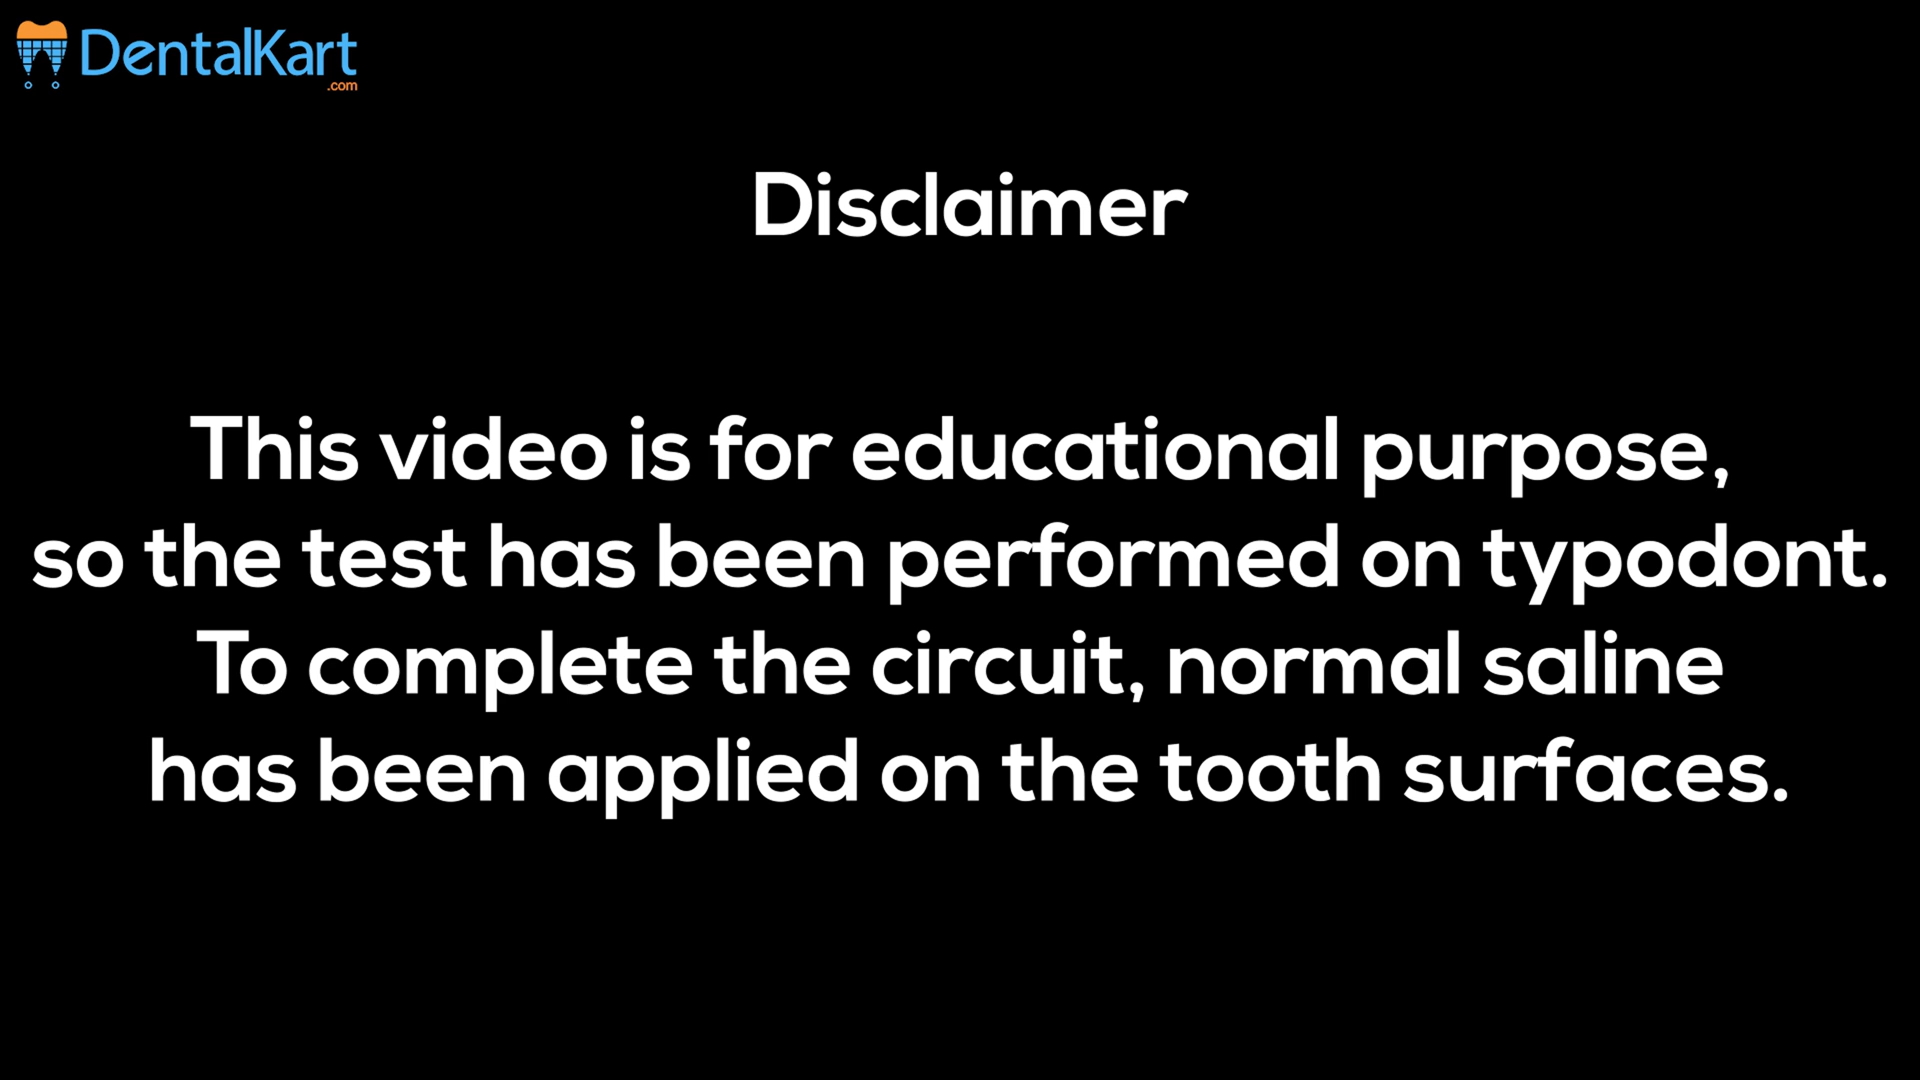 DentalKart
.com
Disclaimer
This video is for educational purpose,
so the test has been performed on typodont.
To complete the circuit, normal saline
has been applied on the tooth surfaces.